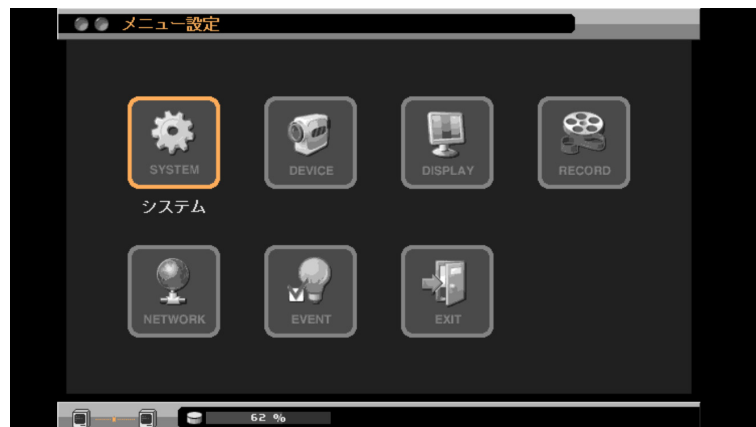 メニュー設定
SYSTEM DEVICE DISPLAY RECORD
システム
NETWORK EVENT EXIT
62 %